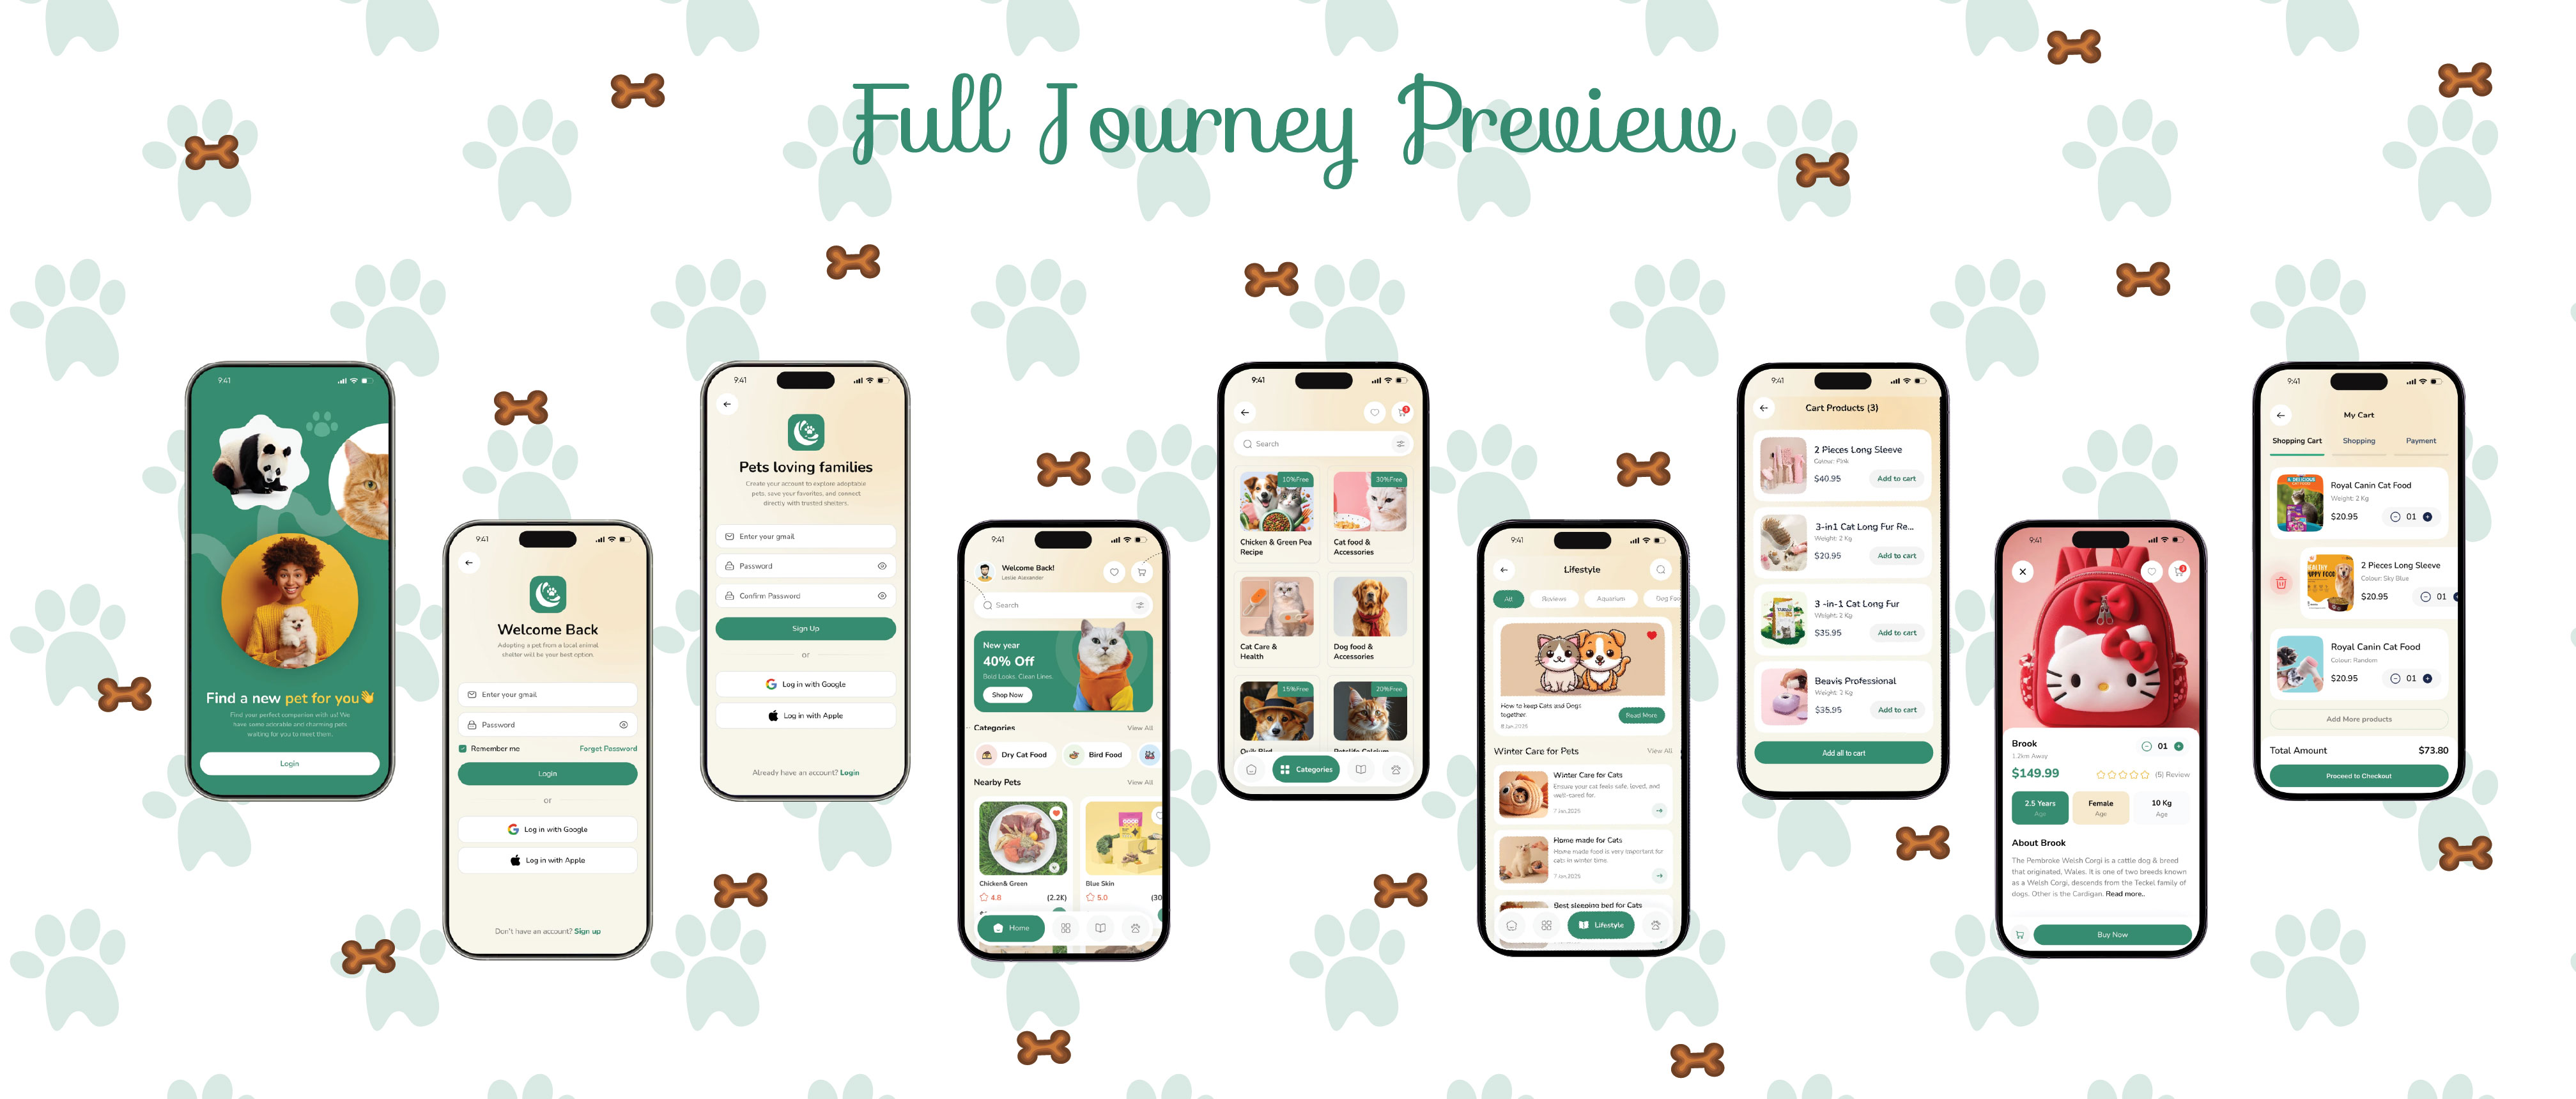 Full Journey Preview
9:41
Find a new pet for you
Find your perfect companion with us! We
have some adorable and charming pets
waiting for you to meet them.
Login
9:41
Welcome Back
Adopting a pet from a local animal
shelter will be your best option.
Enter your gmail
Password
Remember me
Forget Password
Login
or
Log in with Google
Log in with Apple
Don't have an account? Sign up
9:41
Pets loving families
Create your account to explore adoptable
pets, save your favorites, and connect
directly with trusted shelters.
Enter your gmail
Password
Confirm Password
Sign Up
or
Log in with Google
Log in with Apple
Already have an account? Login
9:41
Welcome Back!
Leslie Alexander
Search
New year
40% Off
Bold Looks. Clean Lines.
Shop Now
Categories
View All
Dry Cat Food
Bird Food
Nearby Pets
View All
Chicken& Green
4.8
(2.2K)
Blue Skin
5.0
(30
Home
9:41
3
Search
10%Free
Chicken & Green Pea
Recipe
30%Free
Cat food &
Accessories
Cat Care &
Health
Dog food &
Accessories
15%Free
20%Free
Categories
9:41
Lifestyle
All
Reviews
Aquarium
Dog Foo
How to keep Cats and Dogs
together
8 Jan,2025
Read More
Winter Care for Pets
View All
Winter Care for Cats
Ensure your cat feels safe, loved, and
well-cared for.
7 Jan,2025
Home made for Cats
Home made food is very important for
cats in winter time.
7 Jan,2025
Best sleeping bed for Cats
Lifestyle
9:41
Cart Products (3)
2 Pieces Long Sleeve
Colour: Pink
$40.95
Add to cart
3-in1 Cat Long Fur Re...
Weight: 2 Kg
$20.95
Add to cart
3 -in-1 Cat Long Fur
Weight: 2 Kg
$35.95
Add to cart
Beavis Professional
Weight: 2 Kg
$35.95
Add to cart
Add all to cart
9:41
3
Brook
1.2km Away
01
$149.99
(5) Review
2.5 Years
Age
Female
Age
10 Kg
Age
About Brook
The Pembroke Welsh Corgi is a cattle dog & breed
that originated, Wales. It is one of two breeds known
as a Welsh Corgi, descends from the Teckel family of
dogs. Other is the Cardigan. Read more..
Buy Now
9:41
My Cart
Shopping Cart
Shopping
Payment
Royal Canin Cat Food
Weight: 2 Kg
$20.95
01
2 Pieces Long Sleeve
Colour: Sky Blue
$20.95
01
Royal Canin Cat Food
Colour: Random
$20.95
01
Add More products
Total Amount
$73.80
Proceed to Checkout